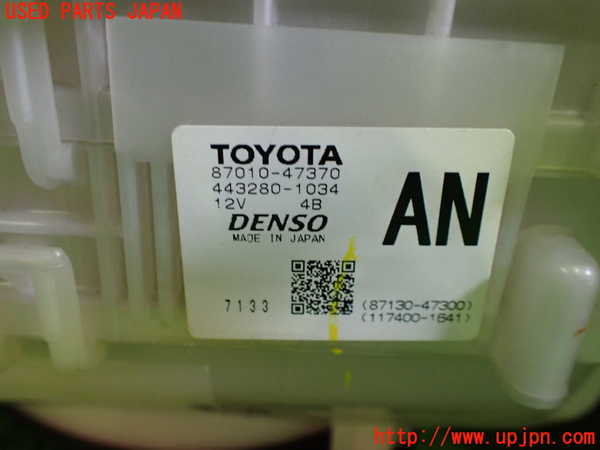 USED PARTS JAPAN
TOYOTA
87010-47370
443280-1034
12V 4B
DENSO
MADE IN JAPAN
AN
7133
(87130-47300)
(117400-1641)
http://www.upjpn.com/